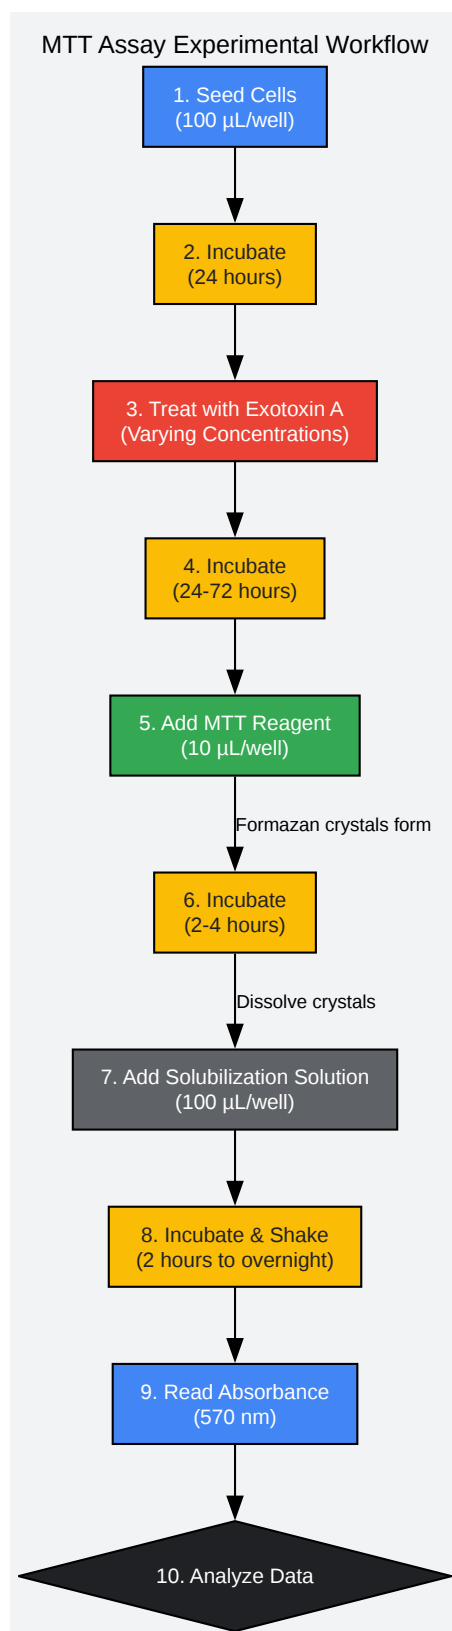 MTT Assay Experimental Workflow
1. Seed Cells
(100 µL/well)
2. Incubate
(24 hours)
3. Treat with Exotoxin A
(Varying Concentrations)
4. Incubate
(24-72 hours)
5. Add MTT Reagent
(10 µL/well)
Formazan crystals form
6. Incubate
(2-4 hours)
Dissolve crystals
7. Add Solubilization Solution
(100 µL/well)
8. Incubate & Shake
(2 hours to overnight)
9. Read Absorbance
(570 nm)
10. Analyze Data